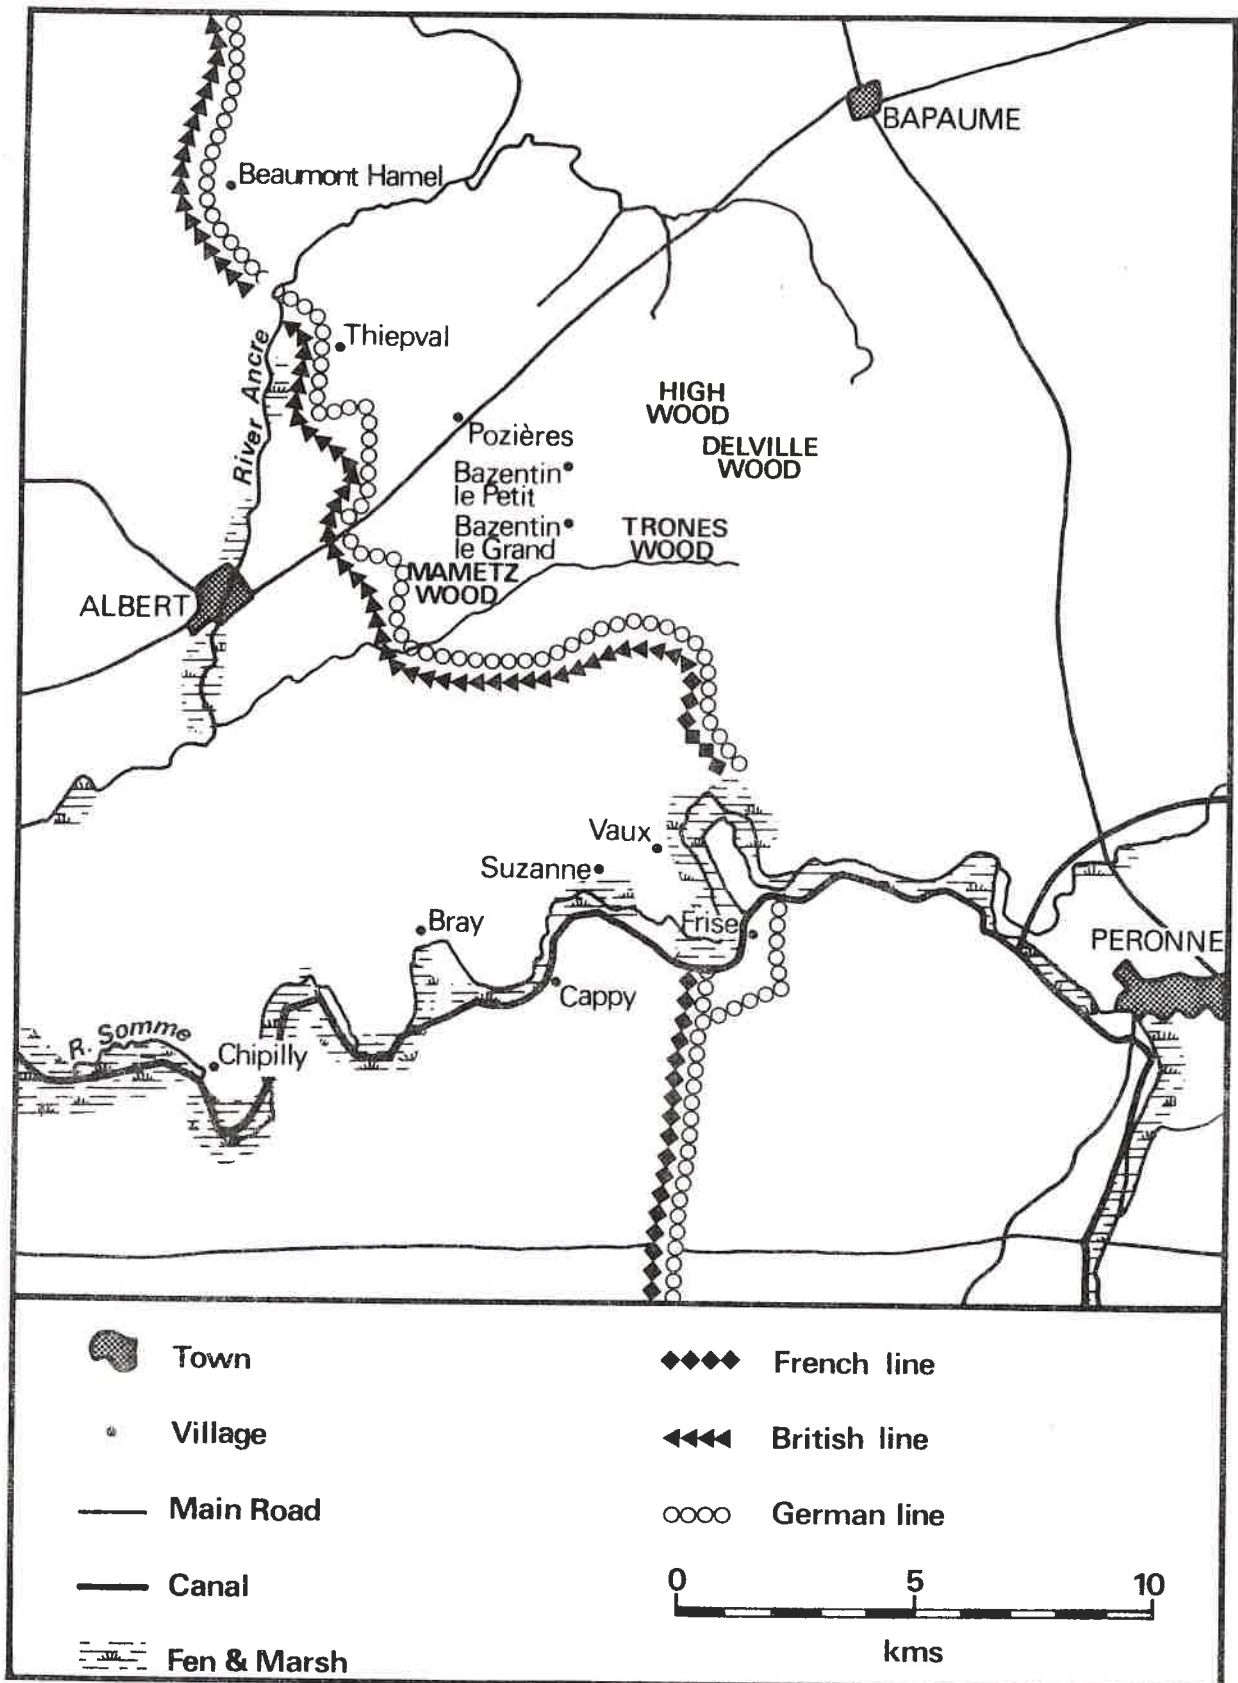 BAPAUME
Beaumont Hamel
River Ancre
Thiepval
HIGH
WOOD
Pozières
DELVILLE
WOOD
Bazentin
le Petit
Bazentin
le Grand
TRONES
WOOD
MAMETZ
WOOD
ALBERT
Vaux
Suzanne
Bray
Frise
PERONNE
Cappy
R. Somme
Chipilly
Town
French line
Village
British line
Main Road
German line
Canal
0 5 10
kms
Fen & Marsh